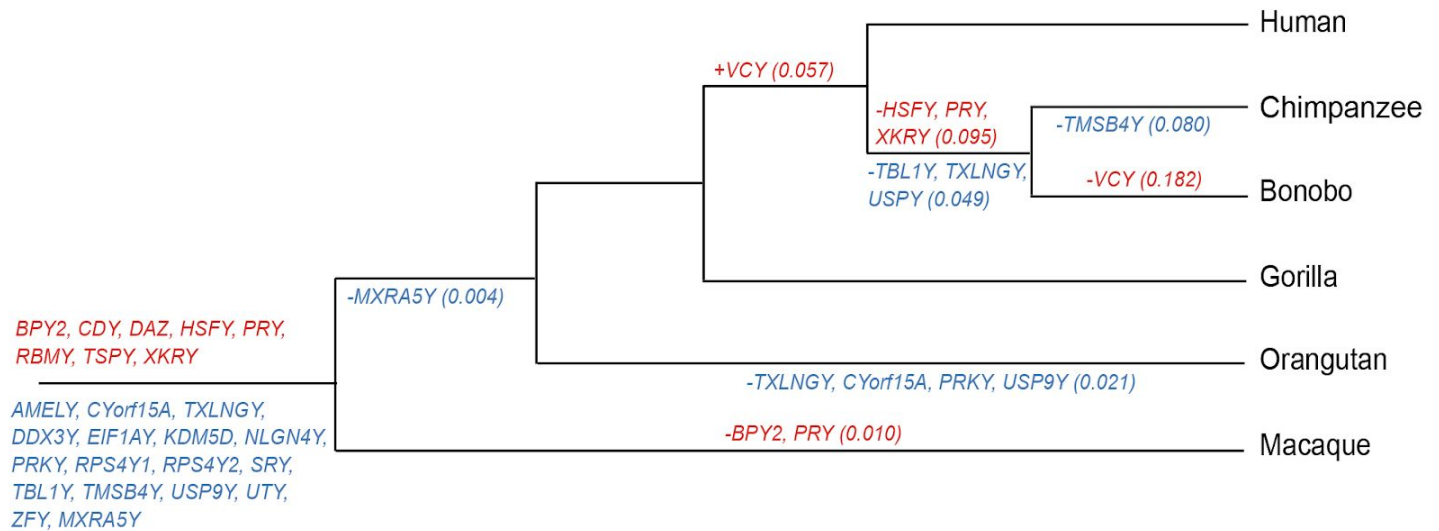 Human
+VCY (0.057)
-HSFY, PRY,
XKRY (0.095)
Chimpanzee
-TMSB4Y (0.080)
-TBL1Y, TXLNGY,
USPY (0.049)
-VCY (0.182)
Bonobo
Gorilla
-MXRA5Y (0.004)
BPY2, CDY, DAZ, HSFY, PRY,
RBMY, TSPY, XKRY
Orangutan
-TXLNGY, CYorf15A, PRKY, USP9Y (0.021)
AMELY, CYorf15A, TXLNGY,
DDX3Y, EIF1AY, KDM5D, NLGN4Y,
PRKY, RPS4Y1, RPS4Y2, SRY,
TBL1Y, TMSB4Y, USP9Y, UTY,
ZFY, MXRA5Y
-BPY2, PRY (0.010)
Macaque